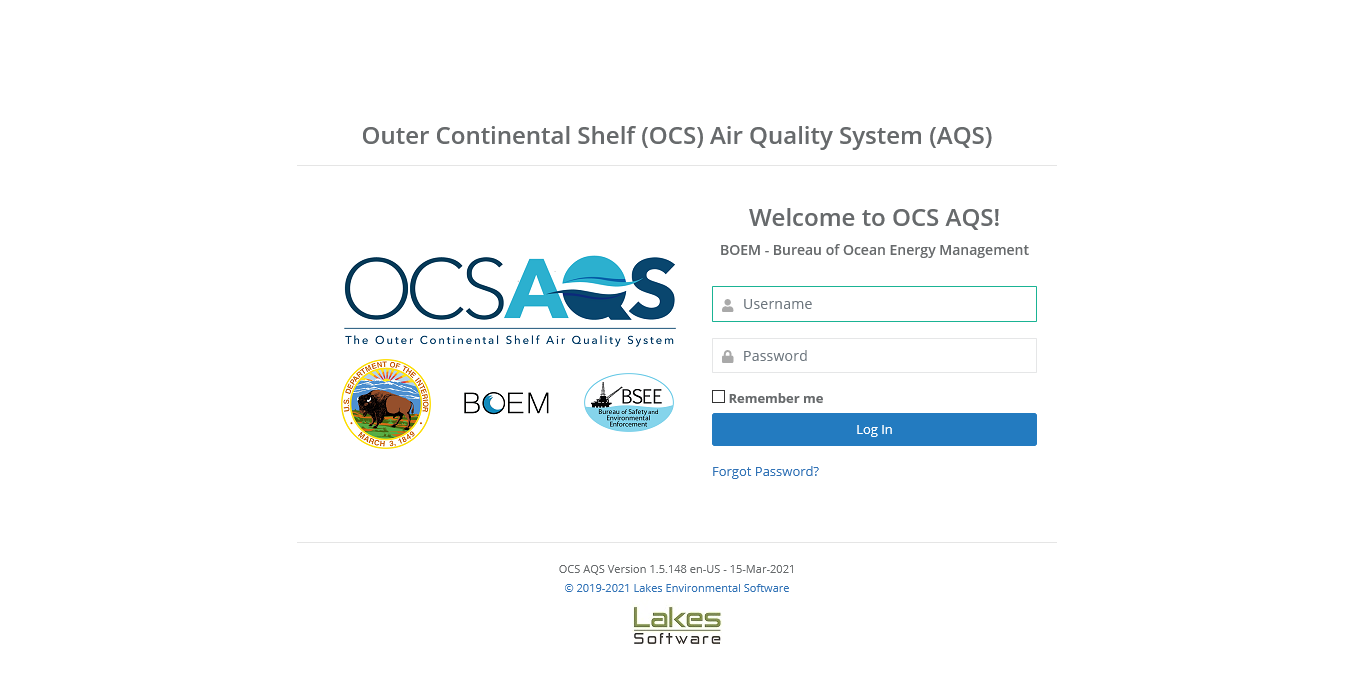 Outer Continental Shelf (OCS) Air Quality System (AQS)
Welcome to OCS AQS!
BOEM - Bureau of Ocean Energy Management
OCSAQS
The Outer Continental Shelf Air Quality System
U.S. DEPARTMENT OF THE INTERIOR
MARCH 3, 1849
BOEM
BSEE
Bureau of Safety and
Environmental
Enforcement
Username
Password
Remember me
Log In
Forgot Password?
OCS AQS Version 1.5.148 en-US - 15-Mar-2021
© 2019-2021 Lakes Environmental Software
Lakes
Software